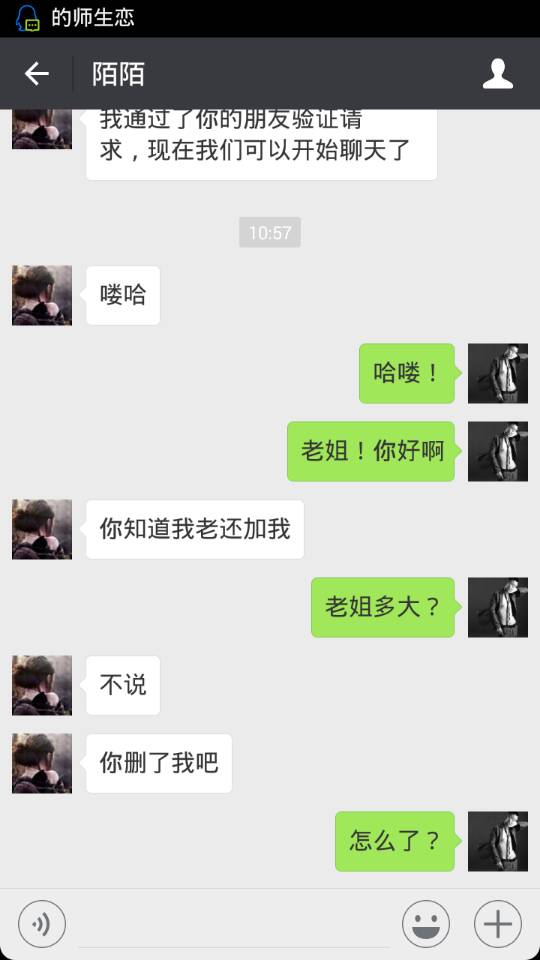 的师生恋
陌陌
我通过了你的朋友验证请
求，现在我们可以开始聊天了
10:57
喽哈
哈喽！
老姐！你好啊
你知道我老还加我
老姐多大？
不说
你删了我吧
怎么了？